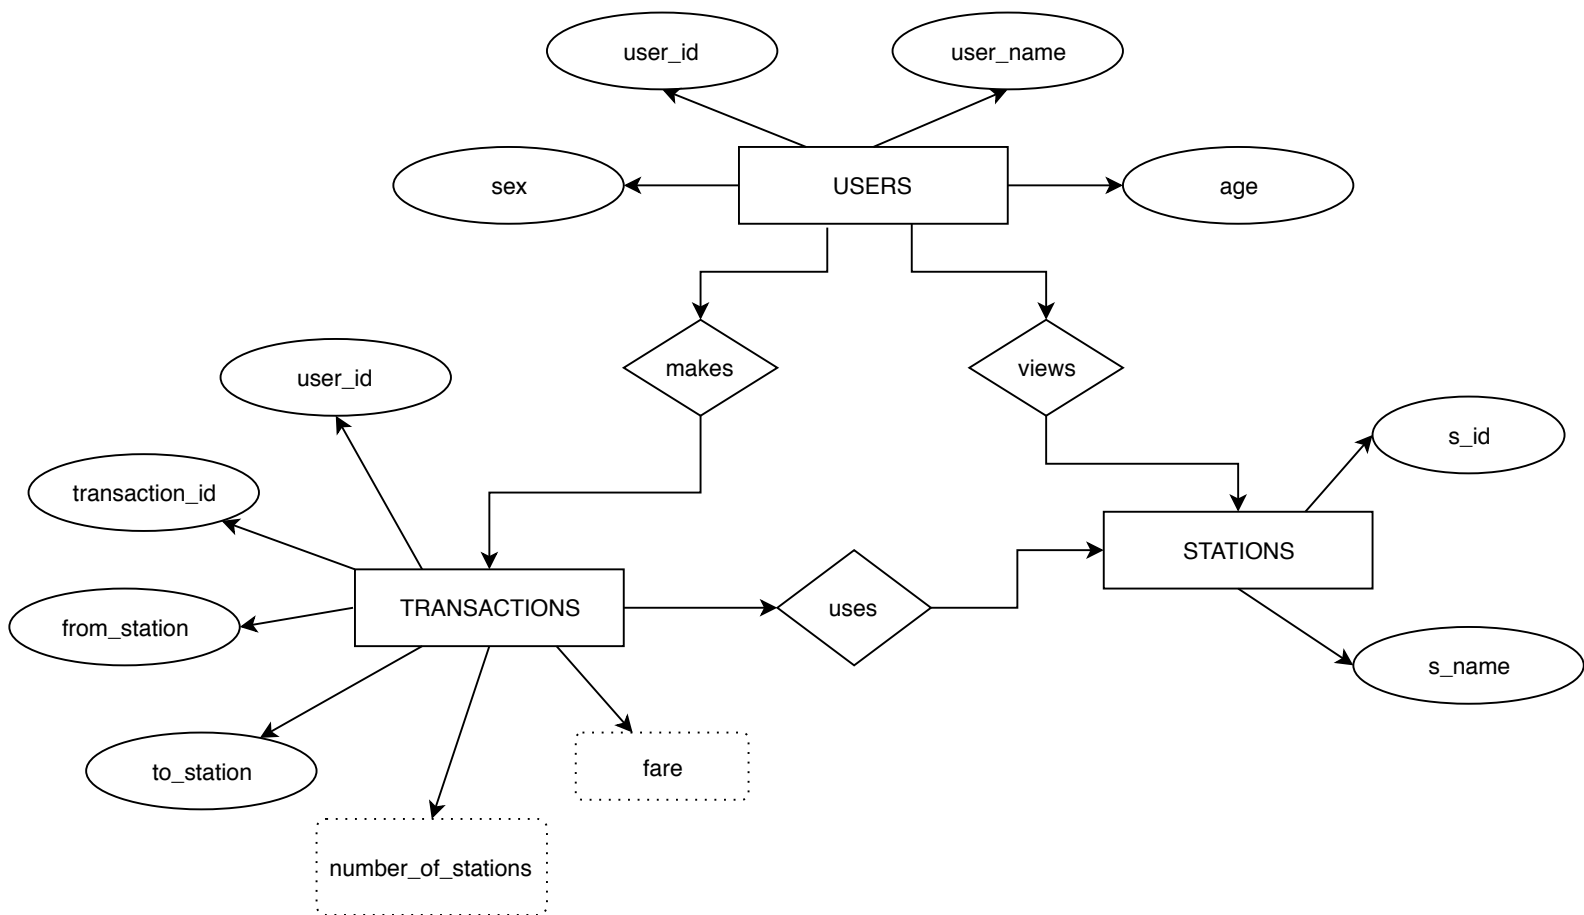 user_id
user_name
sex
USERS
age
makes
views
user_id
s_id
transaction_id
STATIONS
TRANSACTIONS
uses
from_station
s_name
to_station
fare
number_of_stations